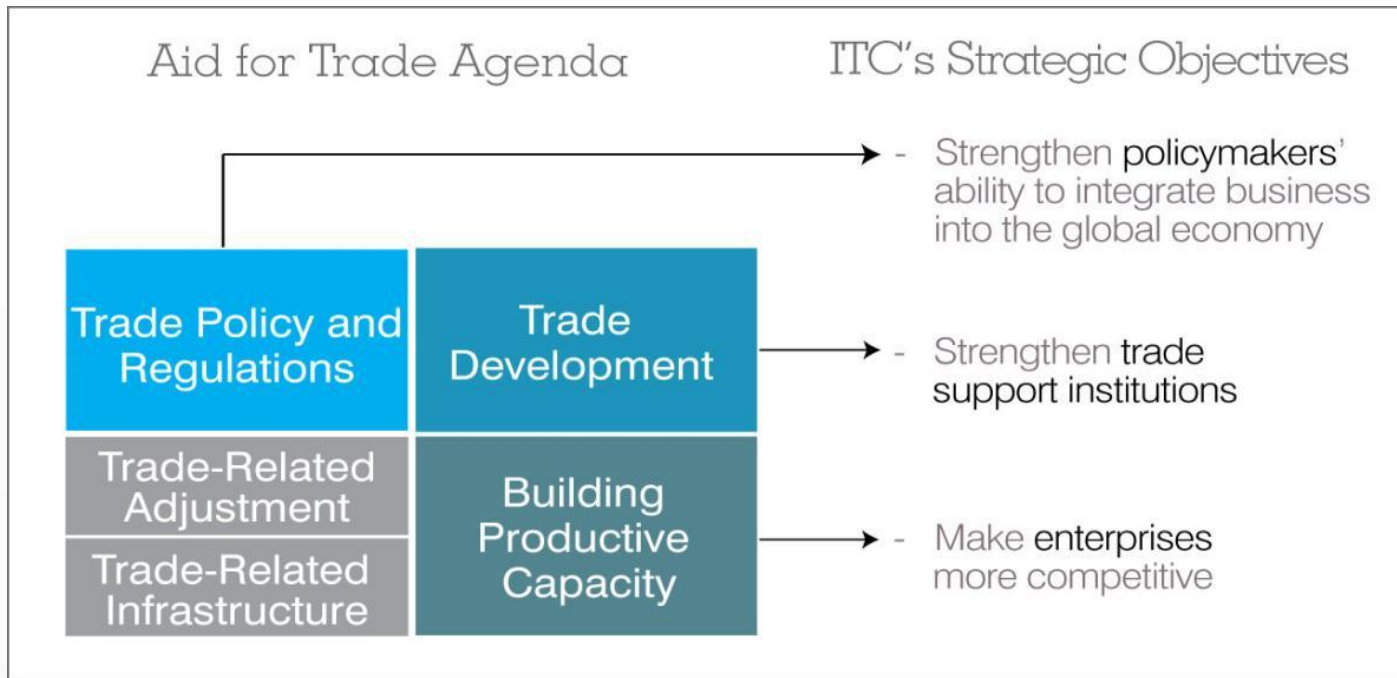 Aid for Trade Agenda
ITC's Strategic Objectives
- Strengthen policymakers'
ability to integrate business
into the global economy
Trade Policy and
Regulations
Trade
Development
- Strengthen trade
support institutions
Trade-Related
Adjustment
Trade-Related
Infrastructure
Building
Productive
Capacity
- Make enterprises
more competitive